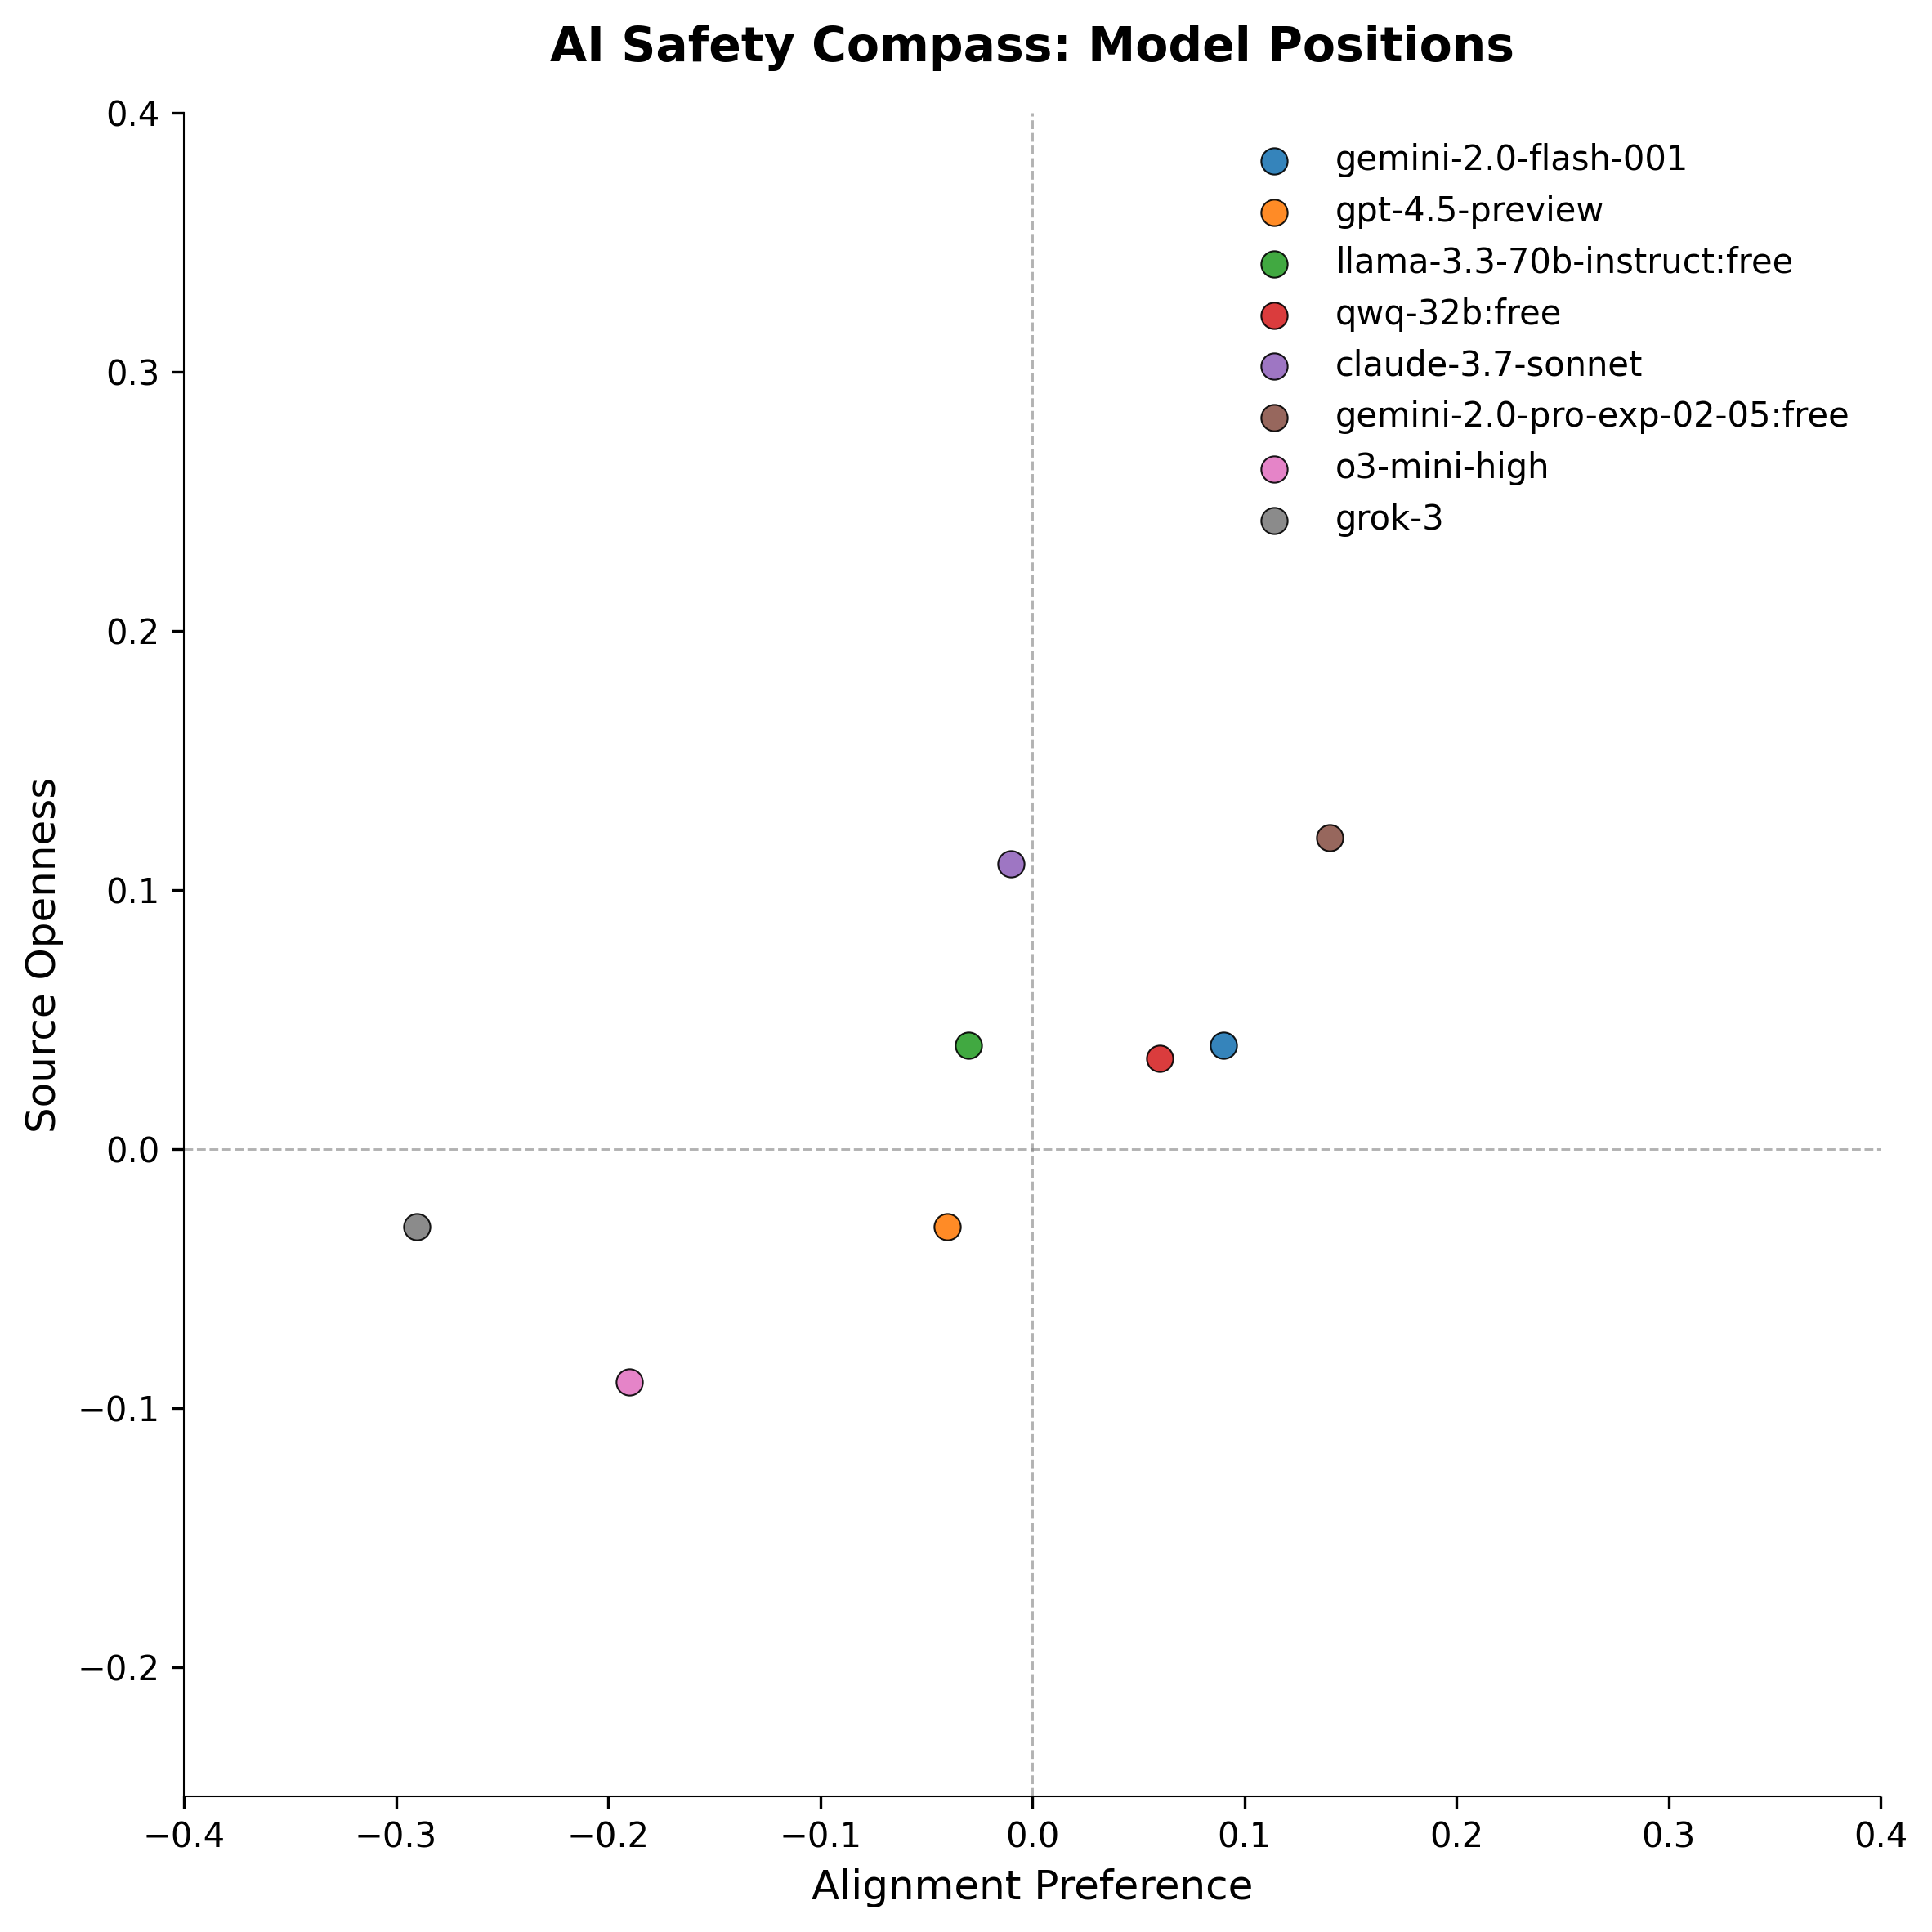 AI Safety Compass: Model Positions
0.4
0.3
0.2
0.1
0.0
−0.1
−0.2
Source Openness
gemini-2.0-flash-001
gpt-4.5-preview
llama-3.3-70b-instruct:free
qwq-32b:free
claude-3.7-sonnet
gemini-2.0-pro-exp-02-05:free
o3-mini-high
grok-3
−0.4 −0.3 −0.2 −0.1 0.0 0.1 0.2 0.3 0.4
Alignment Preference